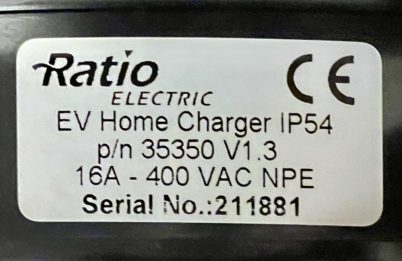 Ratio
ELECTRIC
CE
EV Home Charger IP54
p/n 35350 V1.3
16A - 400 VAC NPE
Serial No.:211881